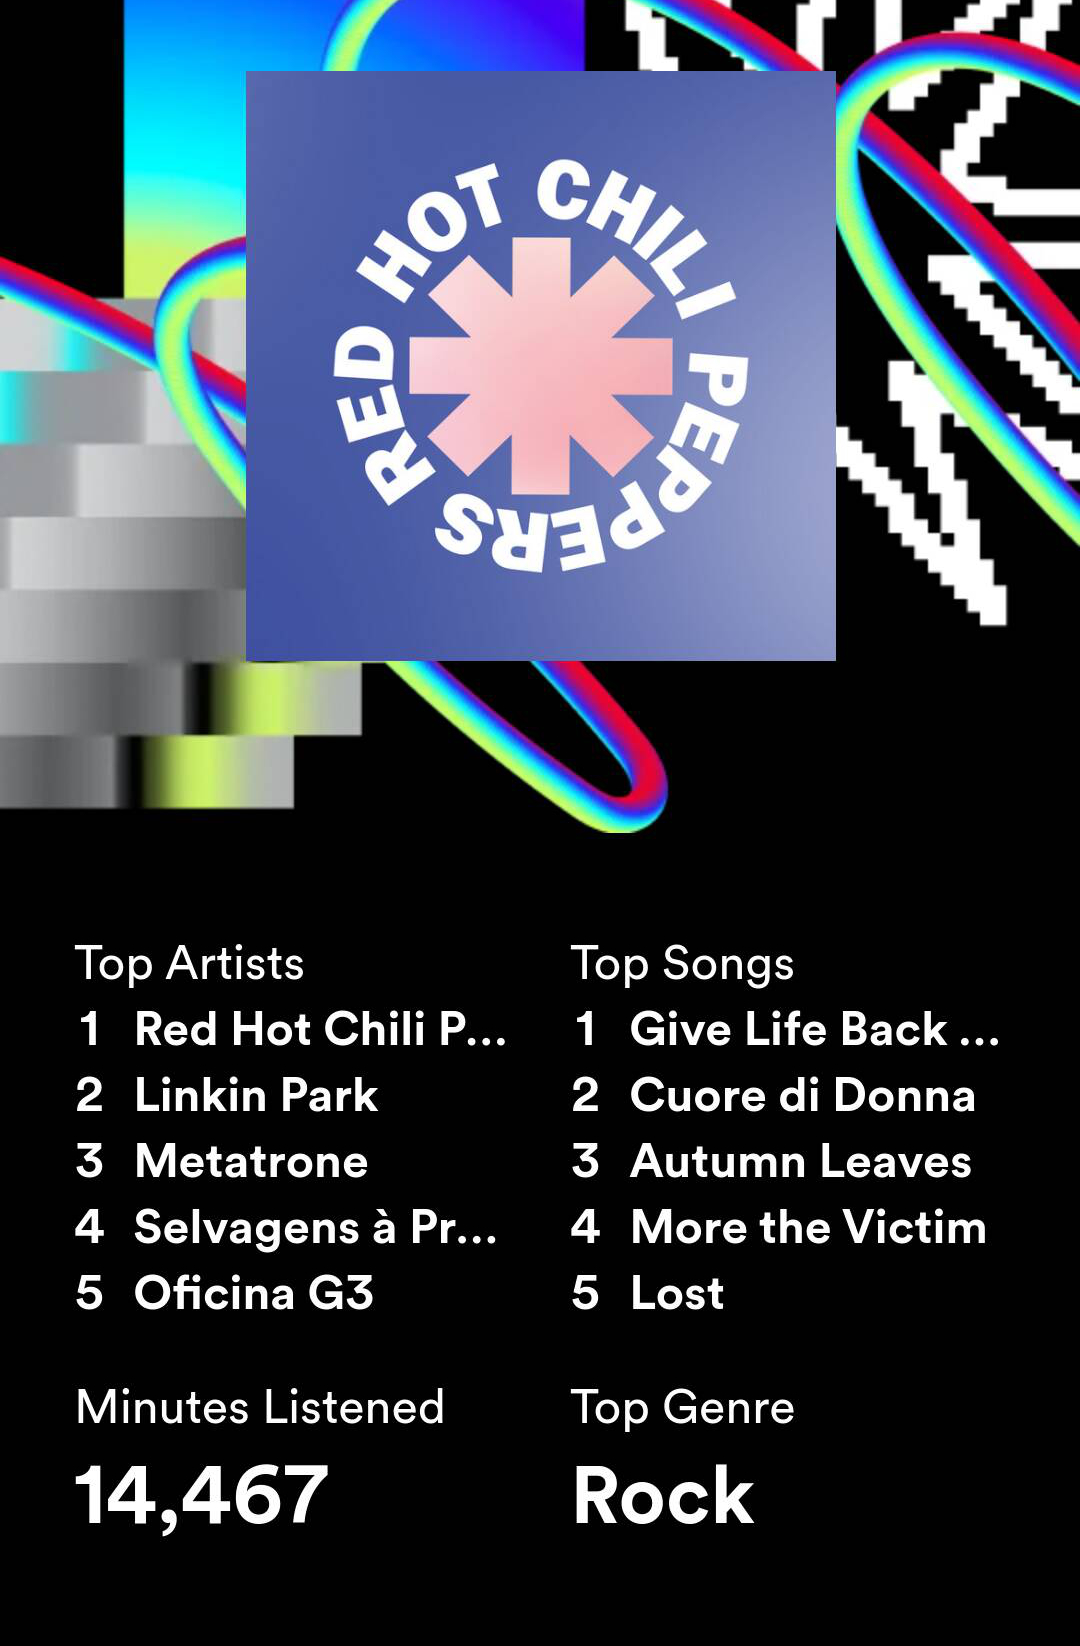 RED HOT CHILI PEPPERS
Top Artists
1 Red Hot Chili P...
2 Linkin Park
3 Metatrone
4 Selvagens à Pr...
5 Oficina G3
Top Songs
1 Give Life Back ...
2 Cuore di Donna
3 Autumn Leaves
4 More the Victim
5 Lost
Minutes Listened
14,467
Top Genre
Rock